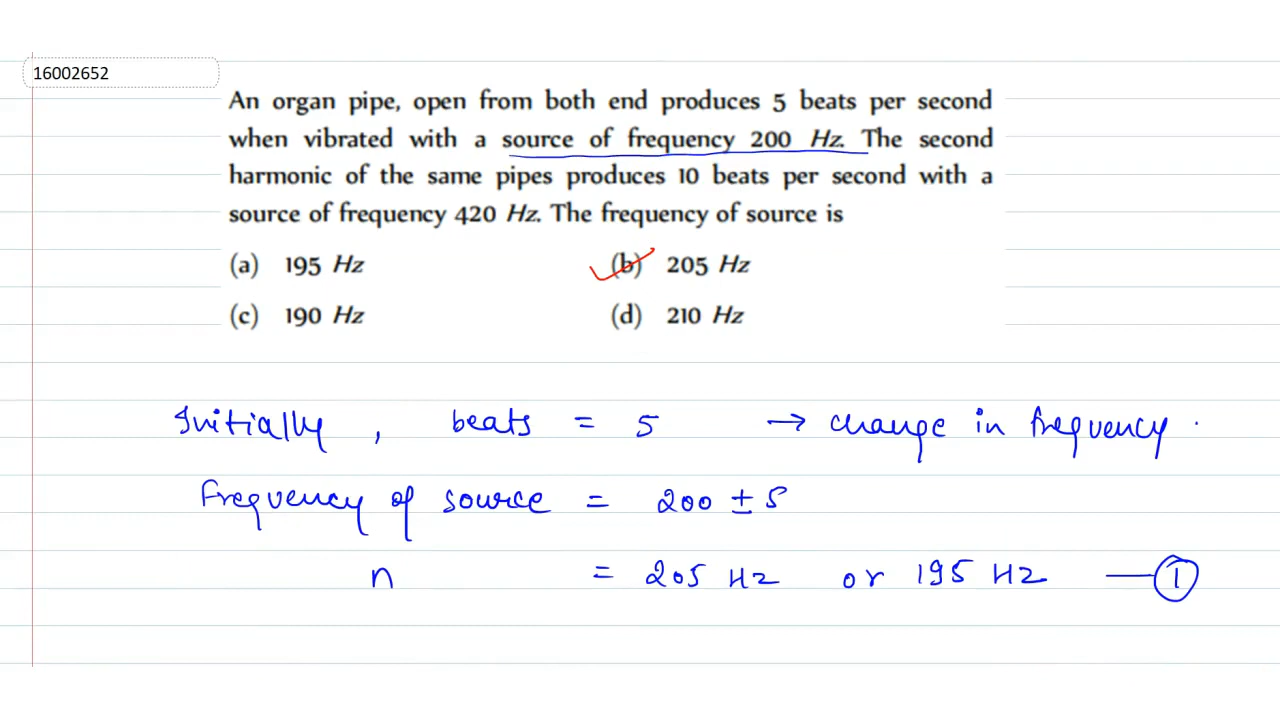 16002652
An organ pipe, open from both end produces 5 beats per second
when vibrated with a source of frequency 200 Hz. The second
harmonic of the same pipes produces 10 beats per second with a
source of frequency 420 Hz. The frequency of source is
(a) 195 Hz (b) 205 Hz
(c) 190 Hz (d) 210 Hz
Initially, beats = 5 → change in frequency.
Frequency of source = 200 ± 5
n = 205 Hz or 195 Hz — ①